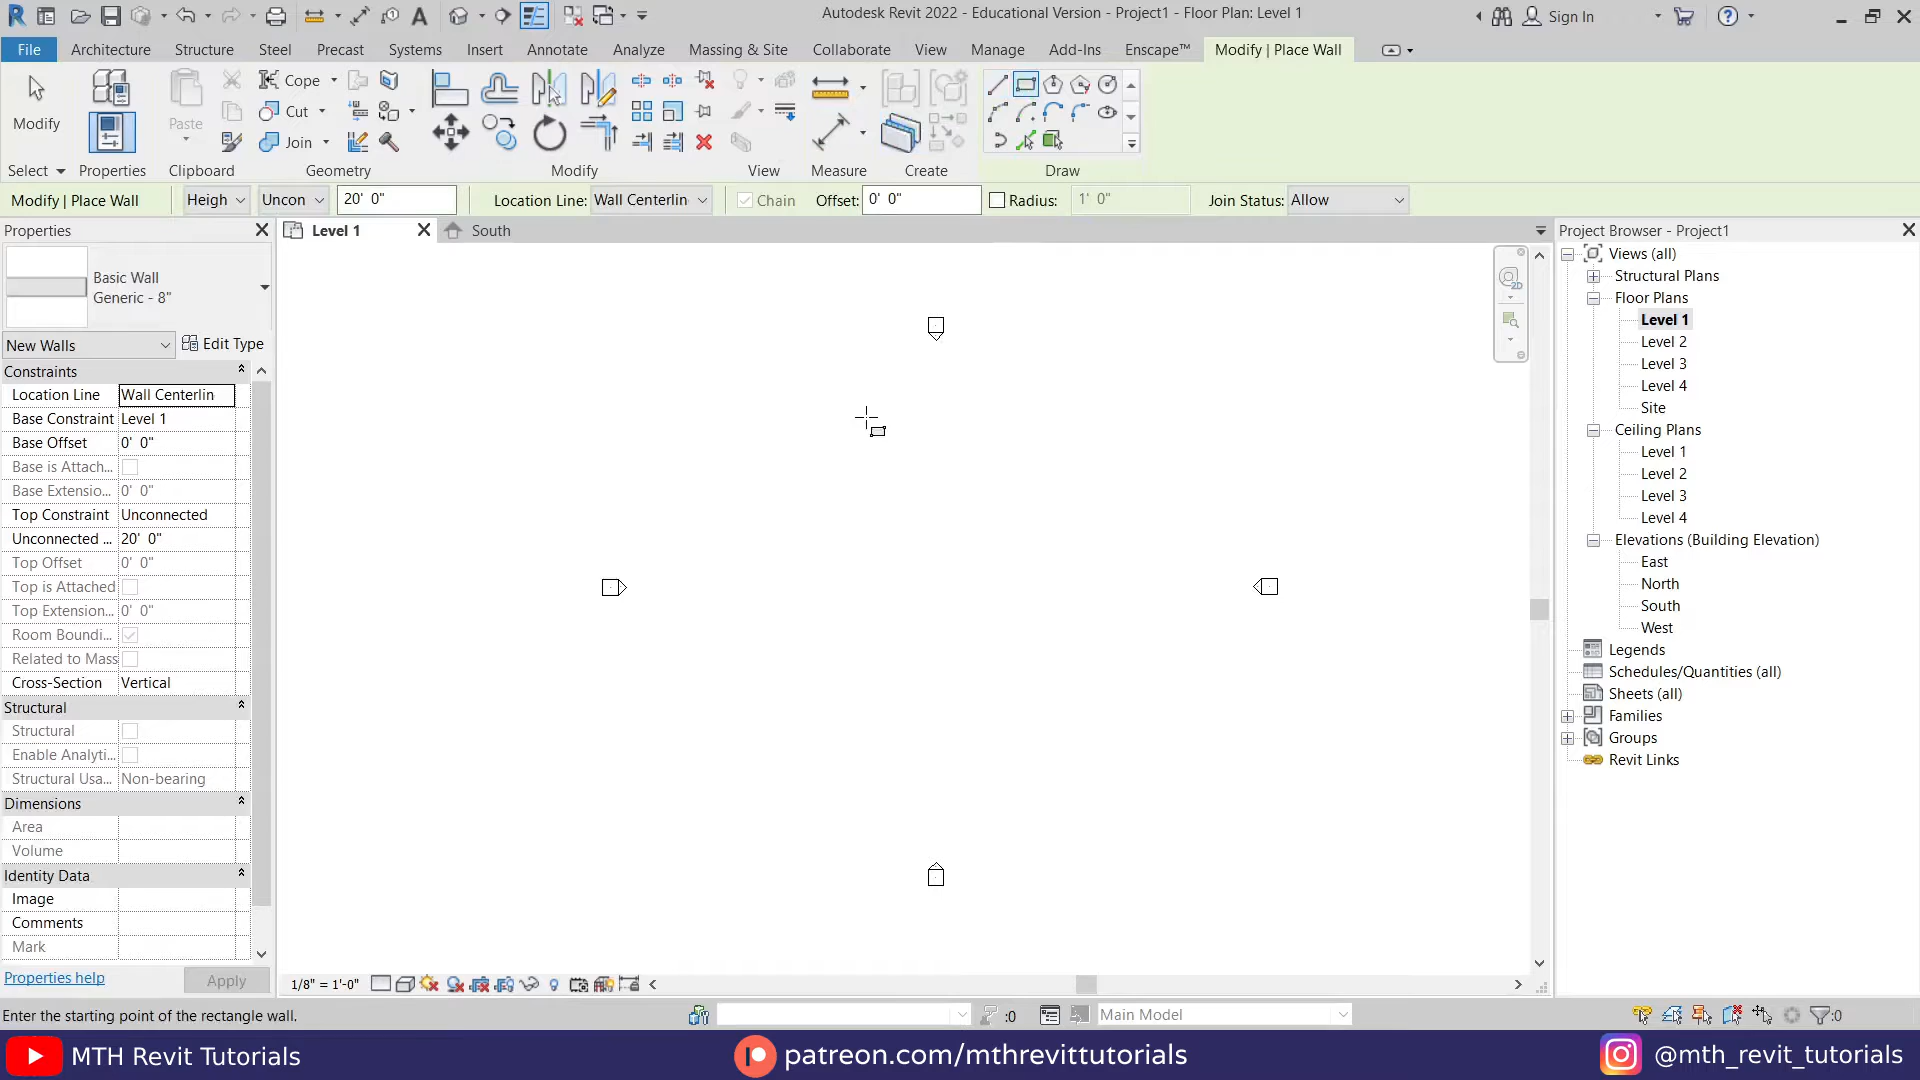 Autodesk Revit 2022 - Educational Version - Project1 - Floor Plan: Level 1
Sign In
File Architecture Structure Steel Precast Systems Insert Annotate Analyze Massing & Site Collaborate View Manage Add-Ins Enscape™ Modify | Place Wall
Modify
Paste
Cope
Cut
Join
Select Properties Clipboard Geometry Modify View Measure Create Draw
Modify | Place Wall Heigh Uncon 20' 0" Location Line: Wall Centerlin Chain Offset: 0' 0" Radius: 1' 0" Join Status: Allow
Properties
Basic Wall
Generic - 8"
New Walls Edit Type
Constraints
Location Line Wall Centerlin
Base Constraint Level 1
Base Offset 0' 0"
Base is Attach...
Base Extensio... 0' 0"
Top Constraint Unconnected
Unconnected ... 20' 0"
Top Offset 0' 0"
Top is Attached
Top Extension... 0' 0"
Room Boundi...
Related to Mass
Cross-Section Vertical
Structural
Structural
Enable Analyti...
Structural Usa... Non-bearing
Dimensions
Area
Volume
Identity Data
Image
Comments
Mark
Properties help Apply
Level 1 South
2D
1/8" = 1'-0"
Project Browser - Project1
Views (all)
Structural Plans
Floor Plans
Level 1
Level 2
Level 3
Level 4
Site
Ceiling Plans
Level 1
Level 2
Level 3
Level 4
Elevations (Building Elevation)
East
North
South
West
Legends
Schedules/Quantities (all)
Sheets (all)
Families
Groups
Revit Links
Enter the starting point of the rectangle wall. :0 Main Model :0
MTH Revit Tutorials patreon.com/mthrevittutorials @mth_revit_tutorials